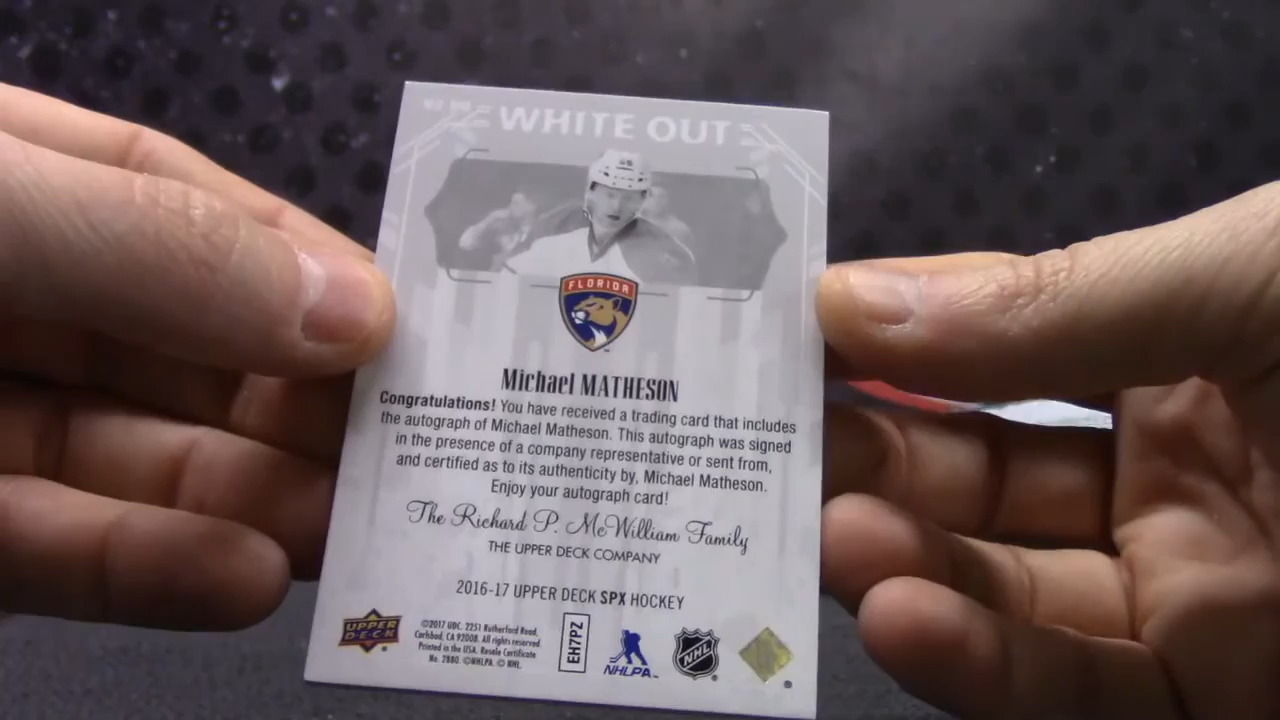 WHITE OUT
FLORIDA
Michael MATHESON
Congratulations! You have received a trading card that includes
the autograph of Michael Matheson. This autograph was signed
in the presence of a company representative or sent from,
and certified as to its authenticity by, Michael Matheson.
Enjoy your autograph card!
The Richard P. McWilliam Family
THE UPPER DECK COMPANY
2016-17 UPPER DECK SPX HOCKEY
UPPER
D·E·C·K
©2017 UDC. 2251 Rutherford Road,
Carlsbad, CA 92008. All rights reserved.
Printed in the USA. Resale Certificate
No. 2880. ©NHLPA. © NHL.
EH7PZ
NHLPA
NHL